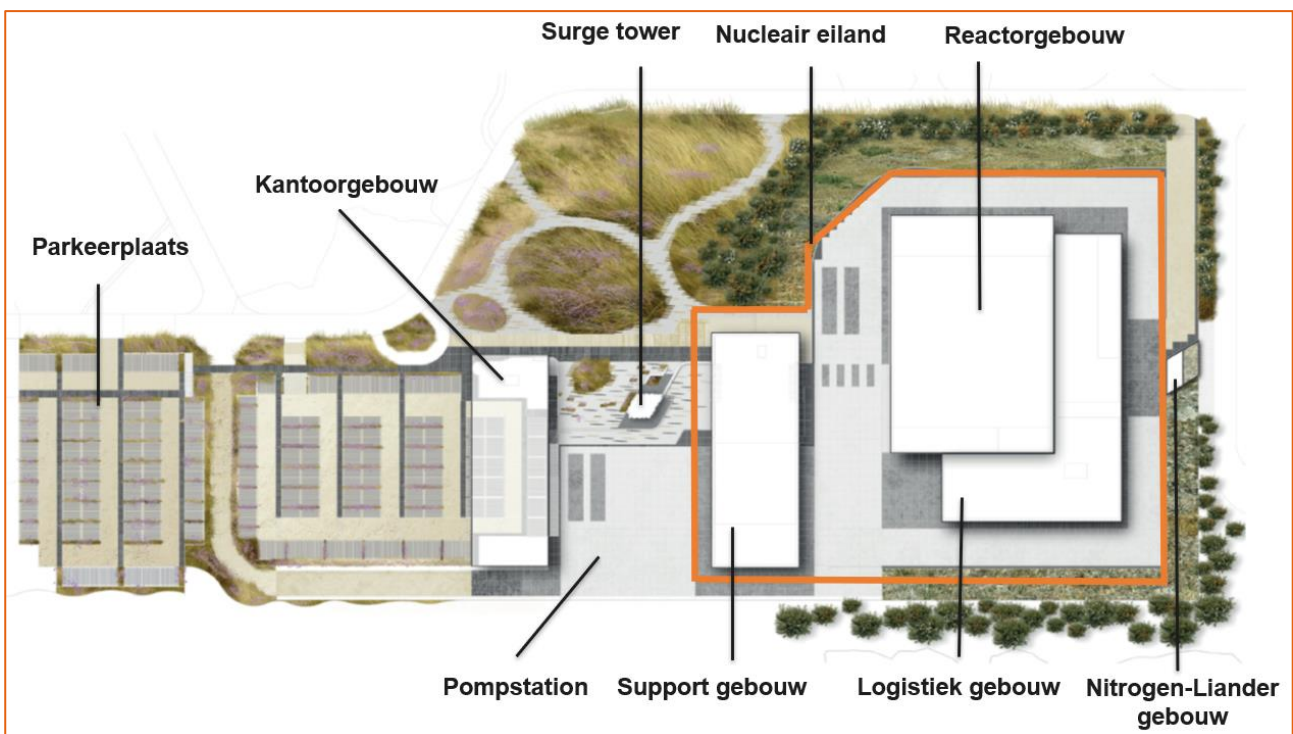 Surge tower
Nucleair eiland
Reactorgebouw
Kantoorgebouw
Parkeerplaats
Pompstation
Support gebouw
Logistiek gebouw
Nitrogen-Liander
gebouw